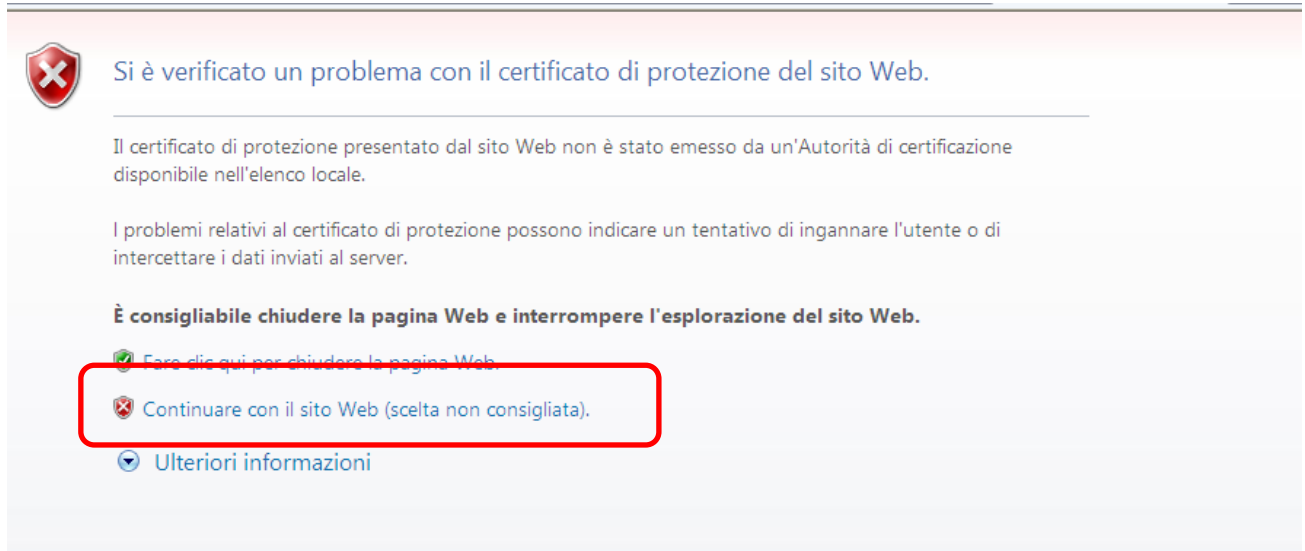 Si è verificato un problema con il certificato di protezione del sito Web.
Il certificato di protezione presentato dal sito Web non è stato emesso da un'Autorità di certificazione
disponibile nell'elenco locale.
I problemi relativi al certificato di protezione possono indicare un tentativo di ingannare l'utente o di
intercettare i dati inviati al server.
È consigliabile chiudere la pagina Web e interrompere l'esplorazione del sito Web.
Fare clic qui per chiudere la pagina Web.
Continuare con il sito Web (scelta non consigliata).
Ulteriori informazioni